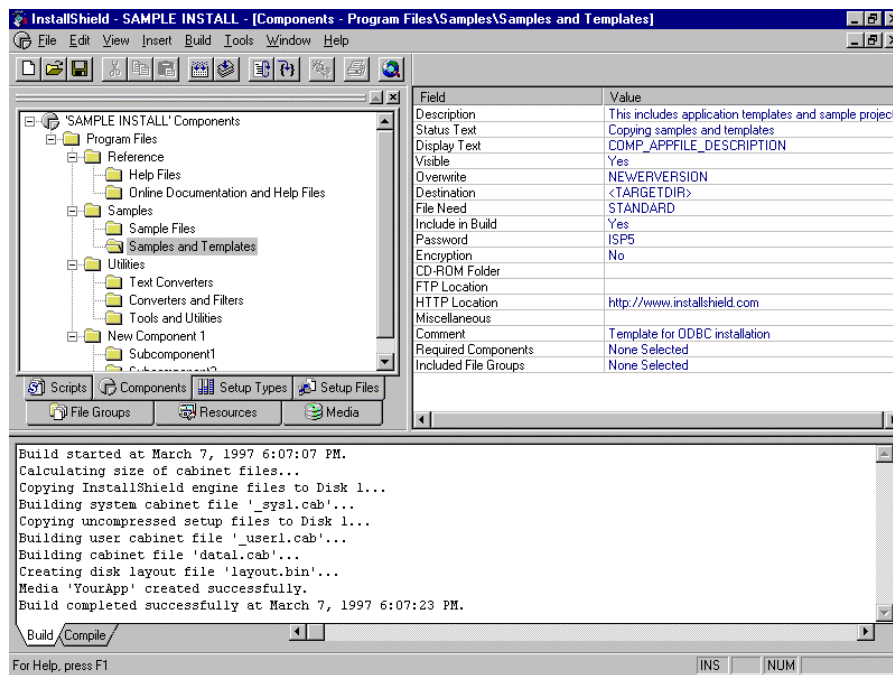 InstallShield - SAMPLE INSTALL - [Components - Program Files\Samples\Samples and Templates]
File Edit View Insert Build Tools Window Help
'SAMPLE INSTALL' Components
Program Files
Reference
Help Files
Online Documentation and Help Files
Samples
Sample Files
Samples and Templates
Utilities
Text Converters
Converters and Filters
Tools and Utilities
New Component 1
Subcomponent1
Scripts Components Setup Types Setup Files
File Groups Resources Media
Field Value
Description This includes application templates and sample project
Status Text Copying samples and templates
Display Text COMP_APPFILE_DESCRIPTION
Visible Yes
Overwrite NEWERVERSION
Destination <TARGETDIR>
File Need STANDARD
Include in Build Yes
Password ISP5
Encryption No
CD-ROM Folder
FTP Location
HTTP Location http://www.installshield.com
Miscellaneous
Comment Template for ODBC installation
Required Components None Selected
Included File Groups None Selected
Build started at March 7, 1997 6:07:07 PM.
Calculating size of cabinet files...
Copying InstallShield engine files to Disk 1...
Building system cabinet file '_sys1.cab'...
Copying uncompressed setup files to Disk 1...
Building user cabinet file '_user1.cab'...
Building cabinet file 'data1.cab'...
Creating disk layout file 'layout.bin'...
Media 'YourApp' created successfully.
Build completed successfully at March 7, 1997 6:07:23 PM.
Build Compile
For Help, press F1 INS NUM